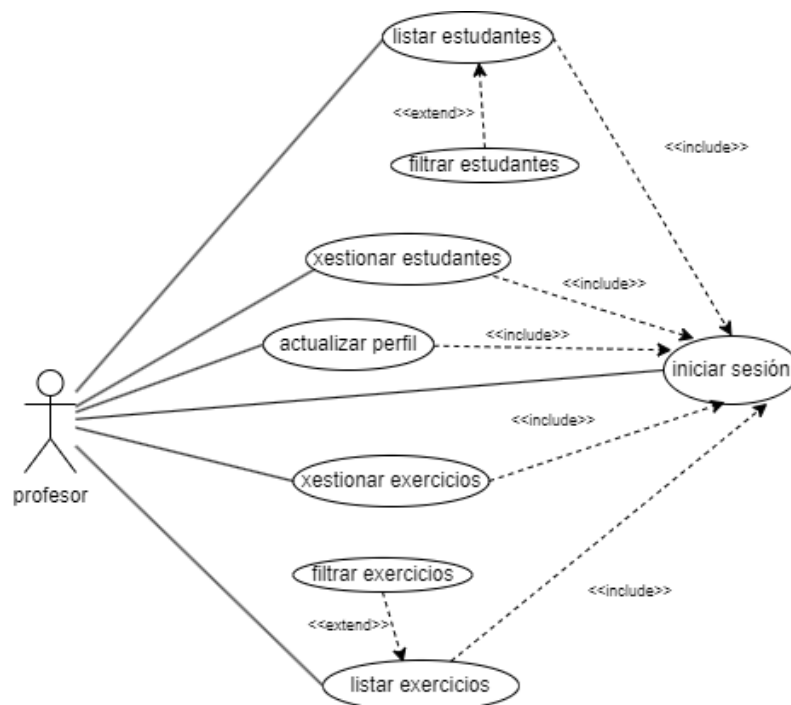 listar estudantes
<<extend>>
<<include>>
filtrar estudantes
xestionar estudantes
<<include>>
actualizar perfil
<<include>>
iniciar sesión
profesor
<<include>>
xestionar exercicios
filtrar exercicios
<<include>>
<<extend>>
listar exercicios